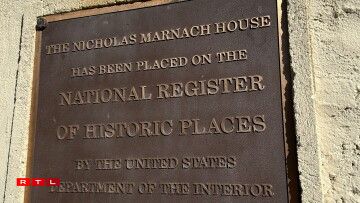 THE NICHOLAS MARNACH HOUSE
HAS BEEN PLACED ON THE
NATIONAL REGISTER
OF HISTORIC PLACES
BY THE UNITED STATES
DEPARTMENT OF THE INTERIOR
RTL